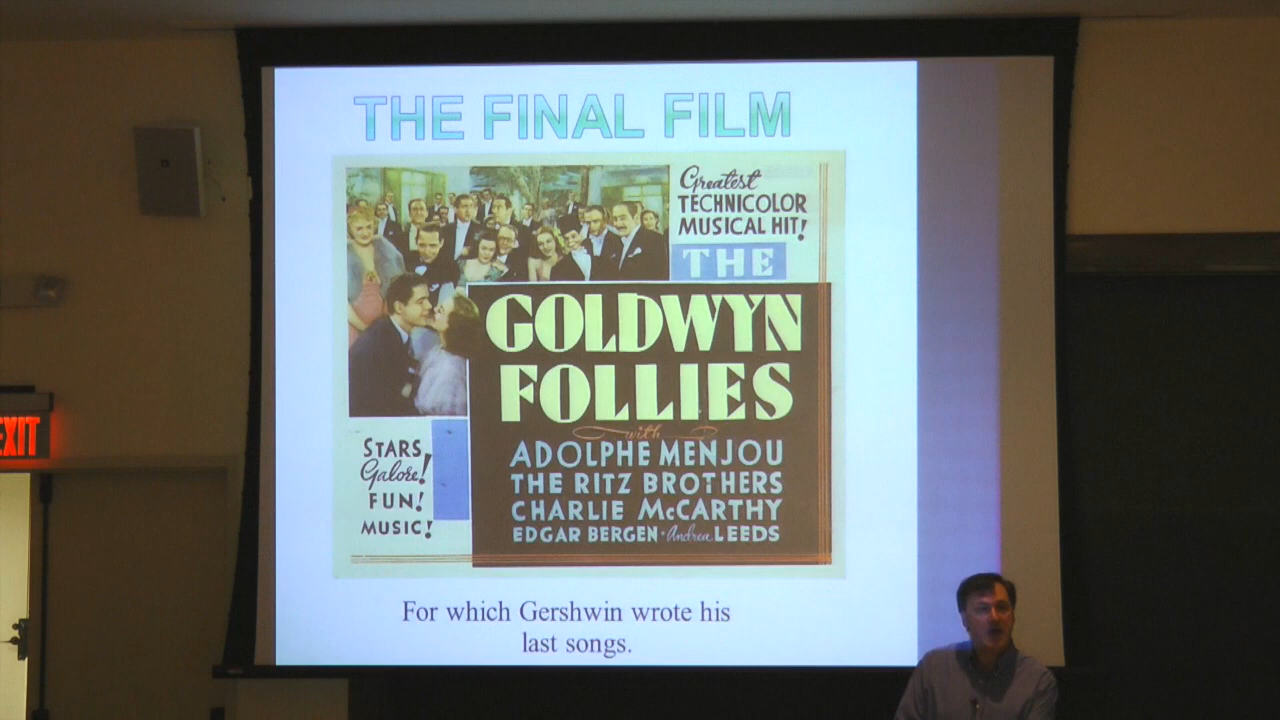 THE FINAL FILM
Greatest
TECHNICOLOR
MUSICAL HIT!
THE
GOLDWYN
FOLLIES
with
ADOLPHE MENJOU
THE RITZ BROTHERS
CHARLIE McCARTHY
EDGAR BERGEN · Andrea LEEDS
STARS
Galore!
FUN!
MUSIC!
For which Gershwin wrote his
last songs.
EXIT